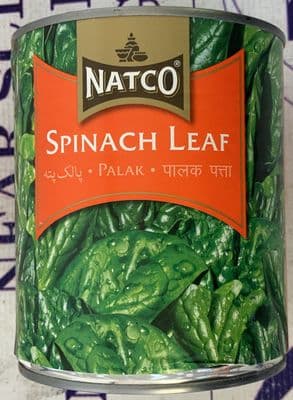 NATCO®
SPINACH LEAF
پالک پتہ • PALAK • पालक पत्ता